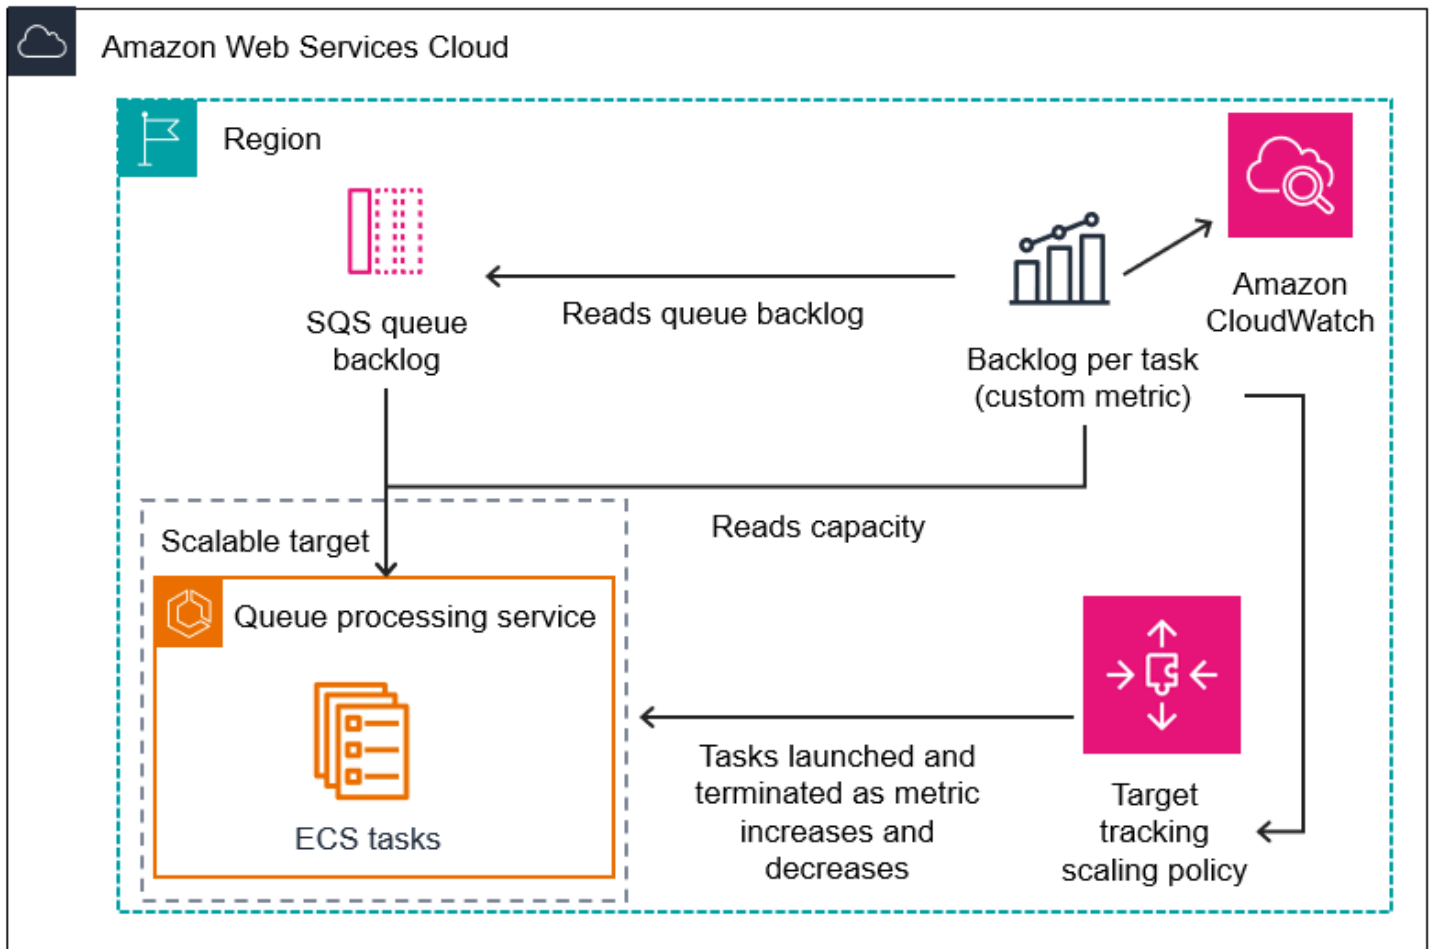 Amazon Web Services Cloud
Region
SQS queue
backlog
Reads queue backlog
Backlog per task
(custom metric)
Amazon
CloudWatch
Reads capacity
Scalable target
Queue processing service
ECS tasks
Tasks launched and
terminated as metric
increases and
decreases
Target
tracking
scaling policy